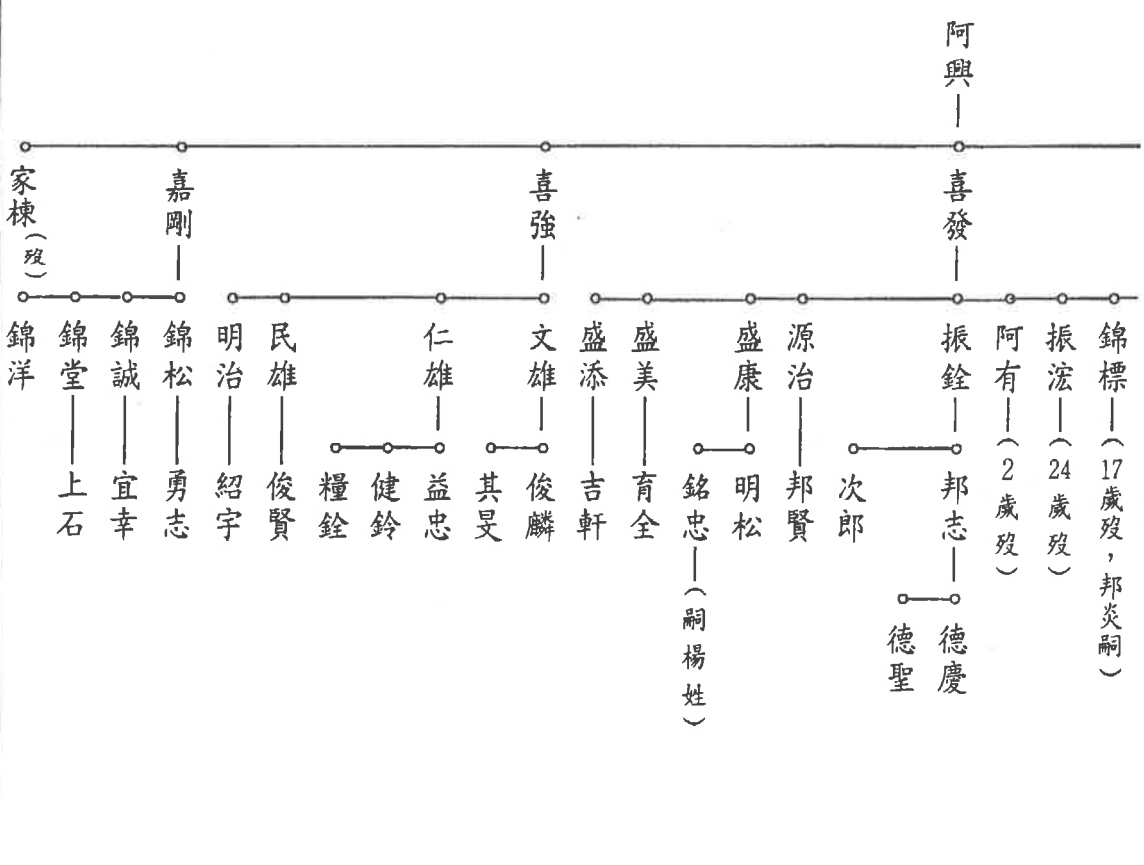 阿興
喜發
喜強
嘉剛
家棟(歿)
錦標(17歲歿，邦炎嗣)
振浤(24歲歿)
阿有(2歲歿)
振銓
源治
盛康
盛美
盛添
文雄
仁雄
民雄
明治
錦松
錦誠
錦堂
錦洋
邦志
次郎
邦賢
明松
銘忠(嗣楊姓)
育全
吉軒
俊麟
其旻
益忠
健鈴
糧銓
俊賢
紹宇
勇志
宜幸
上石
德慶
德聖